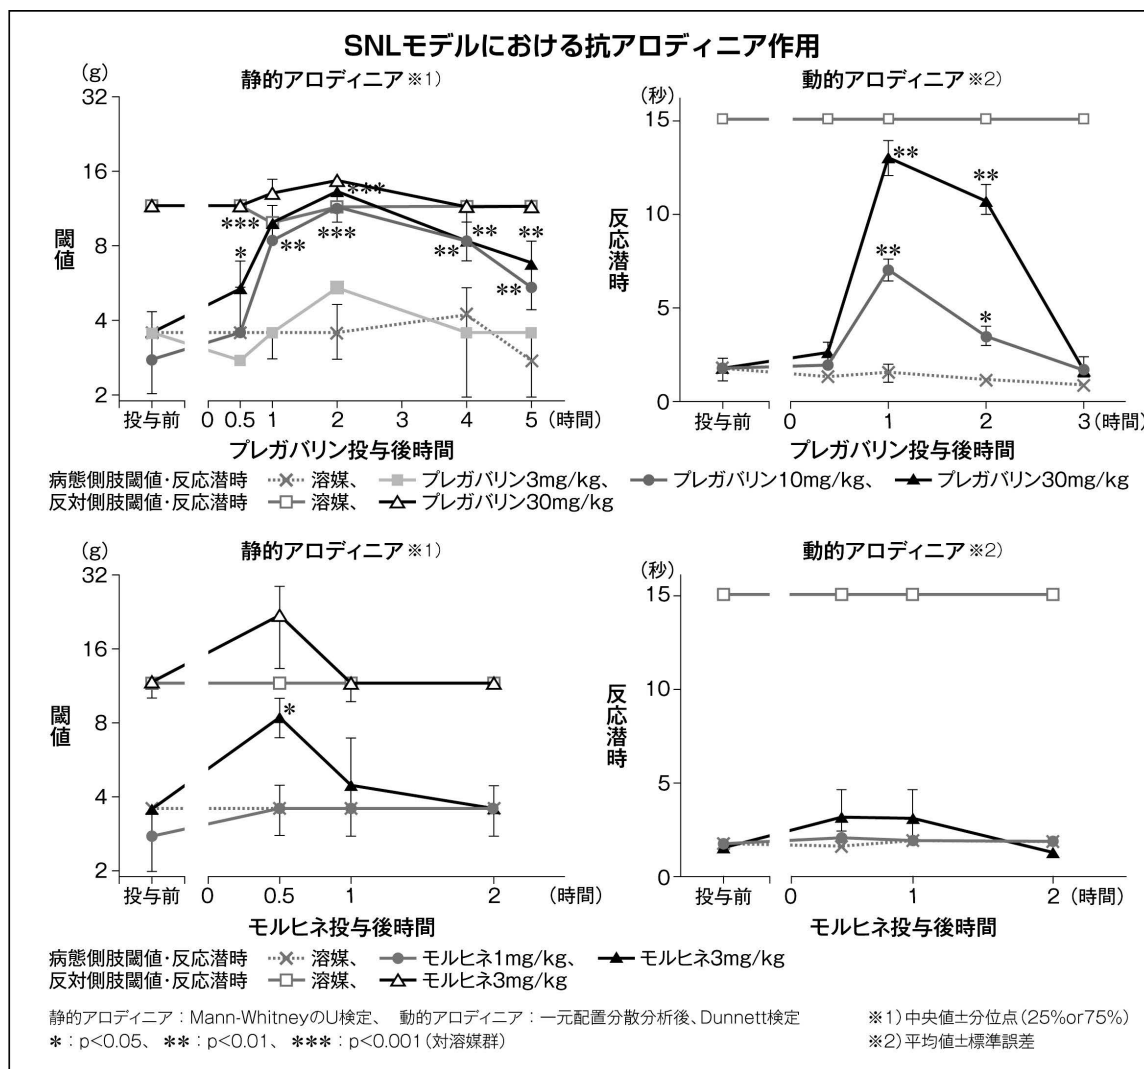 SNLモデルにおける抗アロディニア作用
静的アロディニア※1)
(g)
32
16
8
4
2
閾値
***
*
**
***
***
**
**
**
**
投与前 0 0.5 1 2 3 4 5 (時間)
プレガバリン投与後時間
動的アロディニア※2)
(秒)
15
10
5
0
反応潜時
**
**
**
*
投与前 0 1 2 3 (時間)
プレガバリン投与後時間
病態側肢閾値・反応潜時 溶媒、 プレガバリン3mg/kg、 プレガバリン10mg/kg、 プレガバリン30mg/kg
反対側肢閾値・反応潜時 溶媒、 プレガバリン30mg/kg
静的アロディニア※1)
(g)
32
16
8
4
2
閾値
*
投与前 0 0.5 1 2 (時間)
モルヒネ投与後時間
動的アロディニア※2)
(秒)
15
10
5
0
反応潜時
投与前 0 1 2 (時間)
モルヒネ投与後時間
病態側肢閾値・反応潜時 溶媒、 モルヒネ1mg/kg、 モルヒネ3mg/kg
反対側肢閾値・反応潜時 溶媒、 モルヒネ3mg/kg
静的アロディニア：Mann-WhitneyのU検定、 動的アロディニア：一元配置分散分析後、Dunnett検定
*：p<0.05、 **：p<0.01、 ***：p<0.001(対溶媒群)
※1)中央値±分位点(25%or75%)
※2)平均値±標準誤差